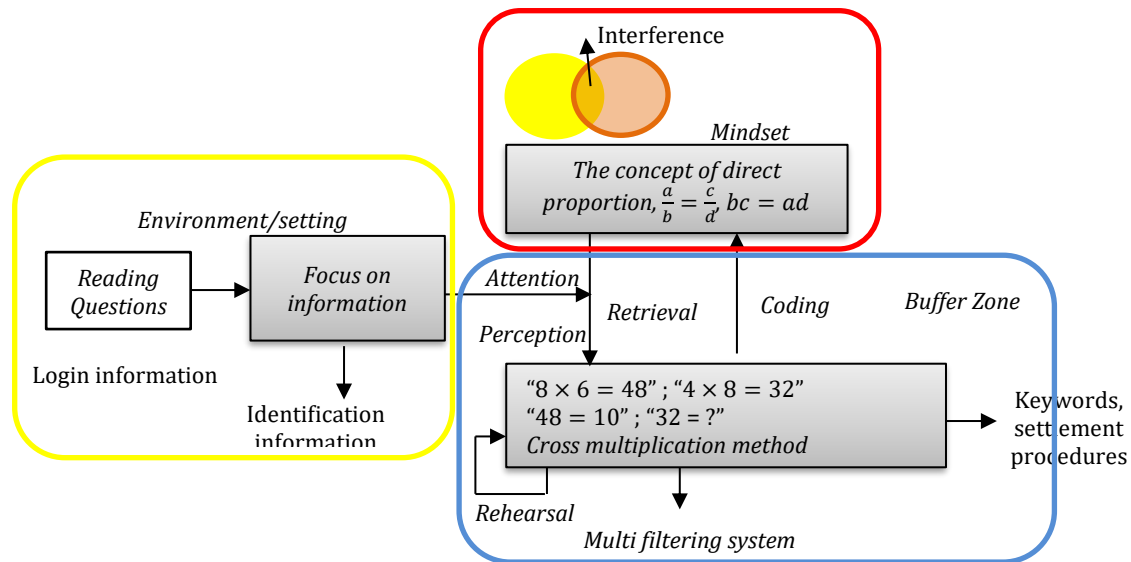 Interference
Mindset
The concept of direct
proportion, a/b = c/d, bc = ad
Environment/setting
Reading
Questions
Focus on
information
Login information
Identification
information
Attention
Perception
Retrieval
Coding
Buffer Zone
“8 × 6 = 48” ; “4 × 8 = 32”
“48 = 10” ; “32 = ?”
Cross multiplication method
Rehearsal
Multi filtering system
Keywords,
settlement
procedures